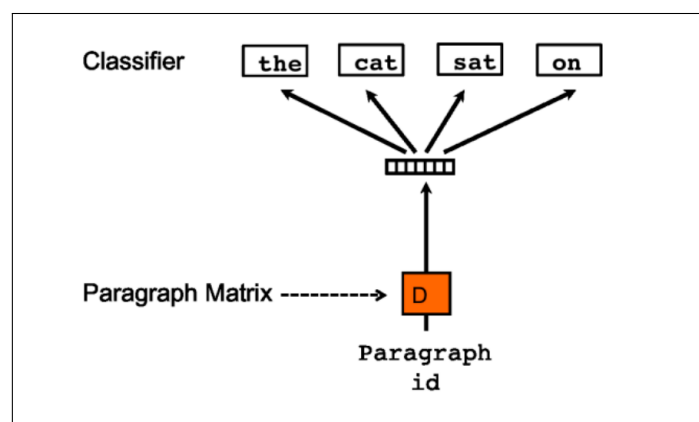 Classifier the cat sat on
Paragraph Matrix D
Paragraph
id